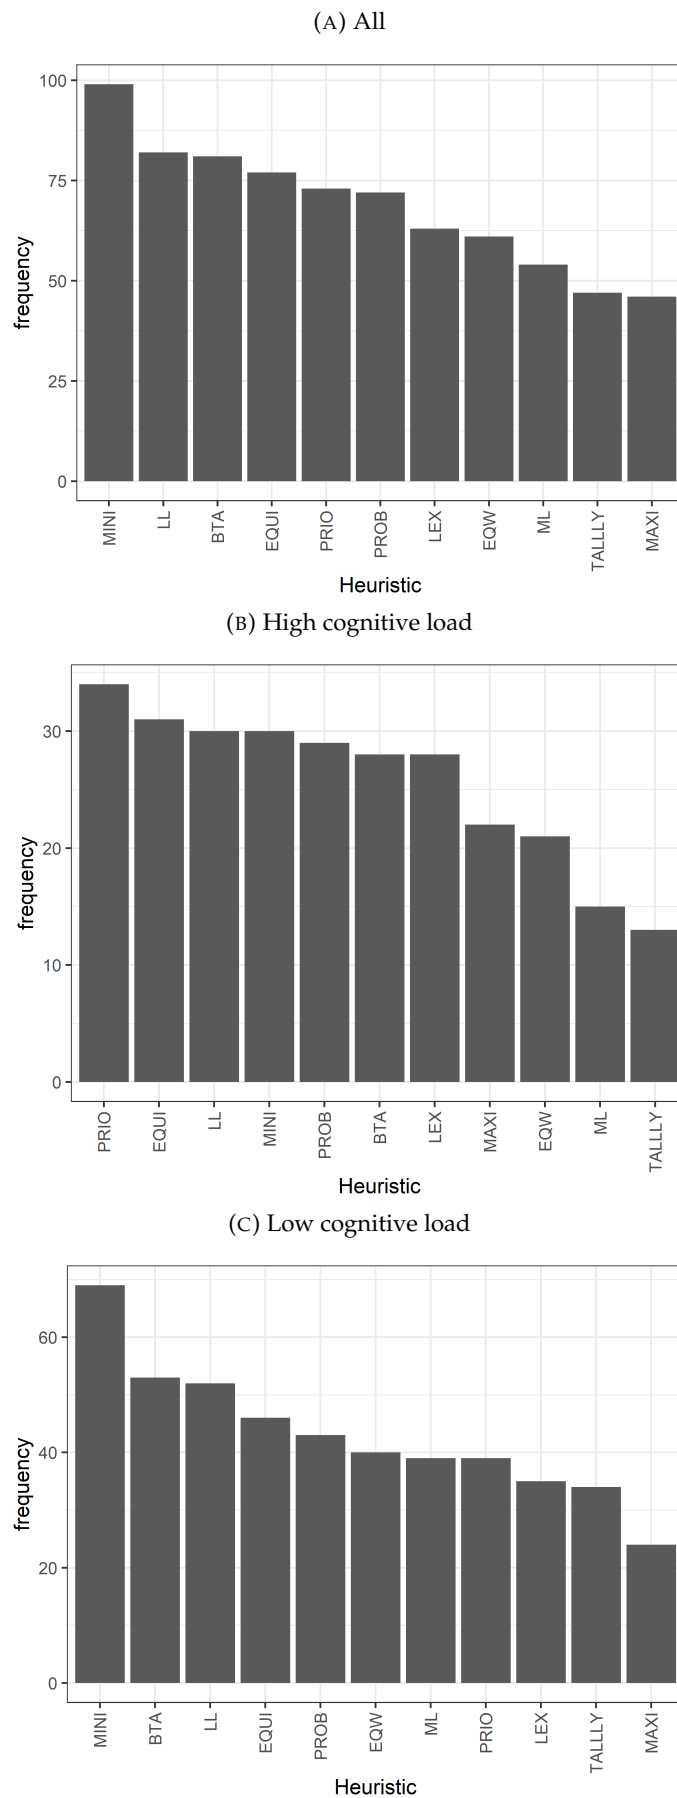 (A) All
100
75
50
25
0
frequency
MINI LL BTA EQUI PRIO PROB LEX EQW ML TALLLY MAXI
Heuristic
(B) High cognitive load
30
20
10
0
frequency
PRIO EQUI LL MINI PROB BTA LEX MAXI EQW ML TALLLY
Heuristic
(C) Low cognitive load
60
40
20
0
frequency
MINI BTA LL EQUI PROB EQW ML PRIO LEX TALLLY MAXI
Heuristic